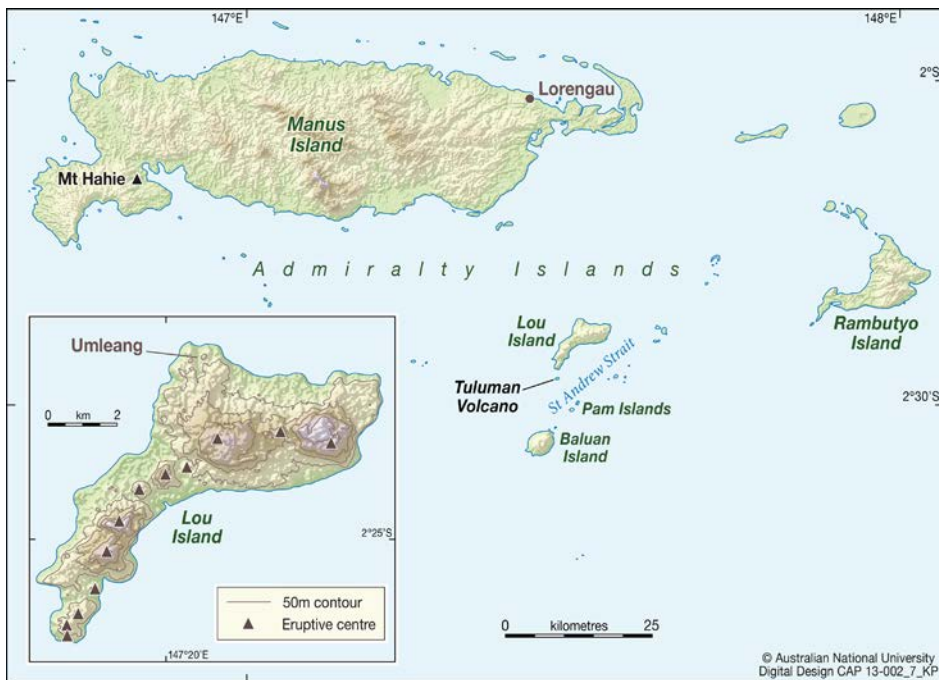 147°E
148°E
2°S
Lorengau
Manus
Island
Mt Hahie
Admiralty Islands
Lou
Island
Rambutyo
Island
Tuluman
Volcano
St Andrew Strait
Pam Islands
2°30'S
Baluan
Island
Umleang
0 km 2
Lou
Island
2°25'S
50m contour
Eruptive centre
147°20'E
0 kilometres 25
© Australian National University
Digital Design CAP 13-002_7_KP